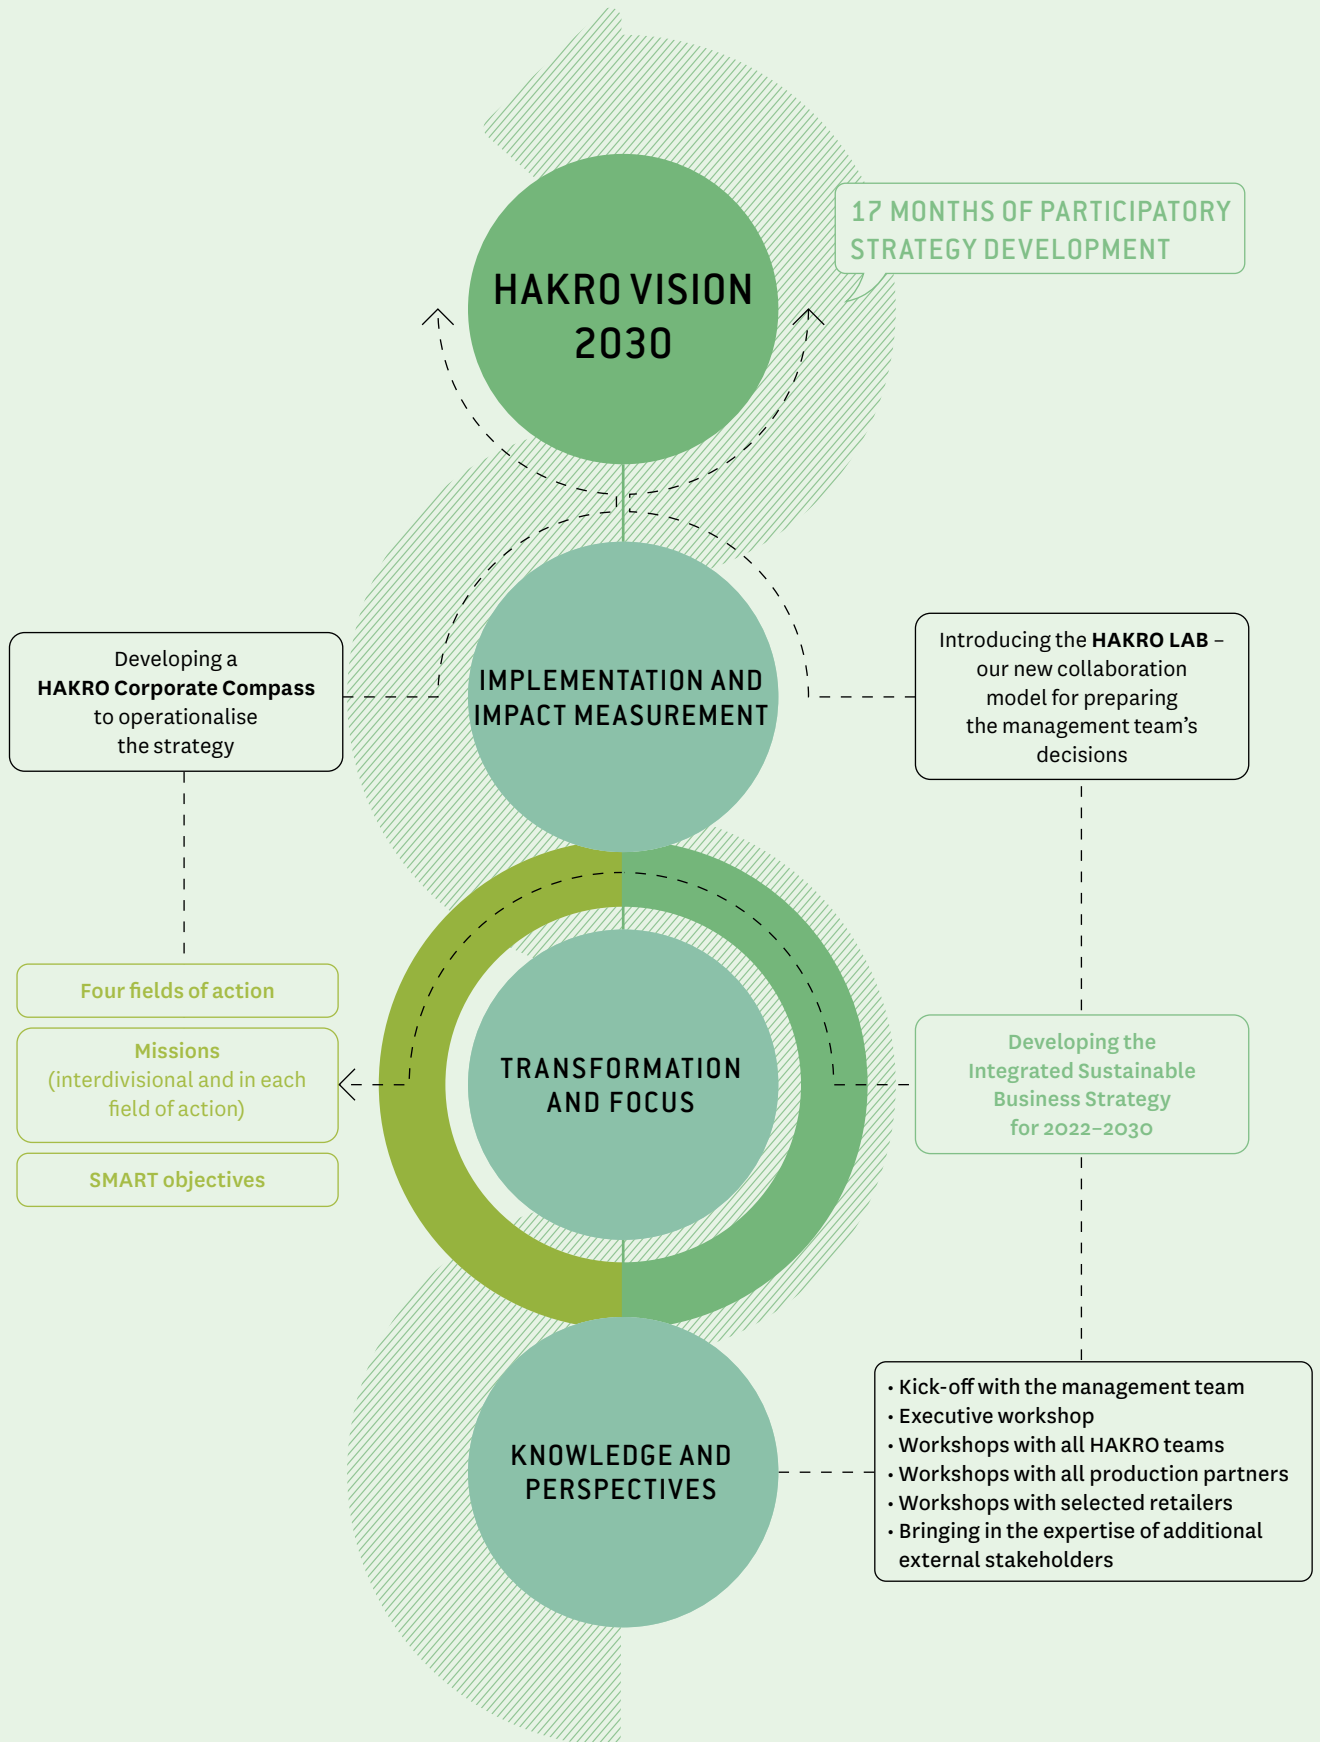 17 MONTHS OF PARTICIPATORY
STRATEGY DEVELOPMENT
HAKRO VISION
2030
Developing a
HAKRO Corporate Compass
to operationalise
the strategy
IMPLEMENTATION AND
IMPACT MEASUREMENT
Introducing the HAKRO LAB –
our new collaboration
model for preparing
the management team’s
decisions
Four fields of action
Missions
(interdivisional and in each
field of action)
SMART objectives
TRANSFORMATION
AND FOCUS
Developing the
Integrated Sustainable
Business Strategy
for 2022–2030
KNOWLEDGE AND
PERSPECTIVES
• Kick-off with the management team
• Executive workshop
• Workshops with all HAKRO teams
• Workshops with all production partners
• Workshops with selected retailers
• Bringing in the expertise of additional
external stakeholders